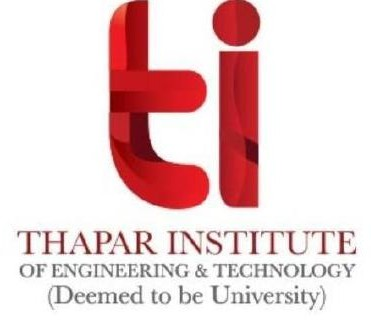 ti
THAPAR INSTITUTE
OF ENGINEERING & TECHNOLOGY
(Deemed to be University)